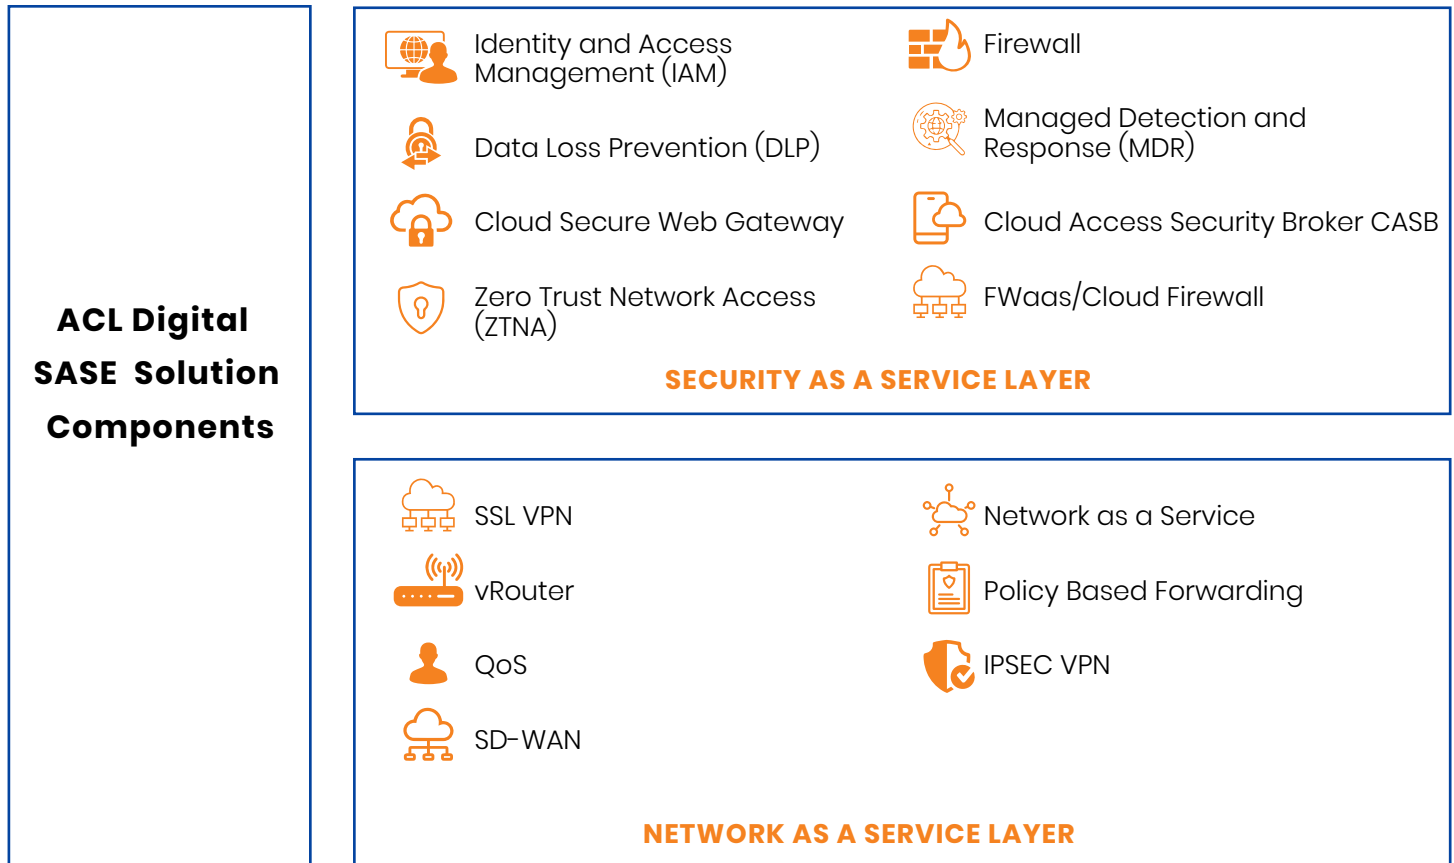 ACL Digital
SASE Solution
Components
Identity and Access
Management (IAM)
Data Loss Prevention (DLP)
Cloud Secure Web Gateway
Zero Trust Network Access
(ZTNA)
Firewall
Managed Detection and
Response (MDR)
Cloud Access Security Broker CASB
FWaas/Cloud Firewall
SECURITY AS A SERVICE LAYER
SSL VPN
vRouter
QoS
SD-WAN
Network as a Service
Policy Based Forwarding
IPSEC VPN
NETWORK AS A SERVICE LAYER